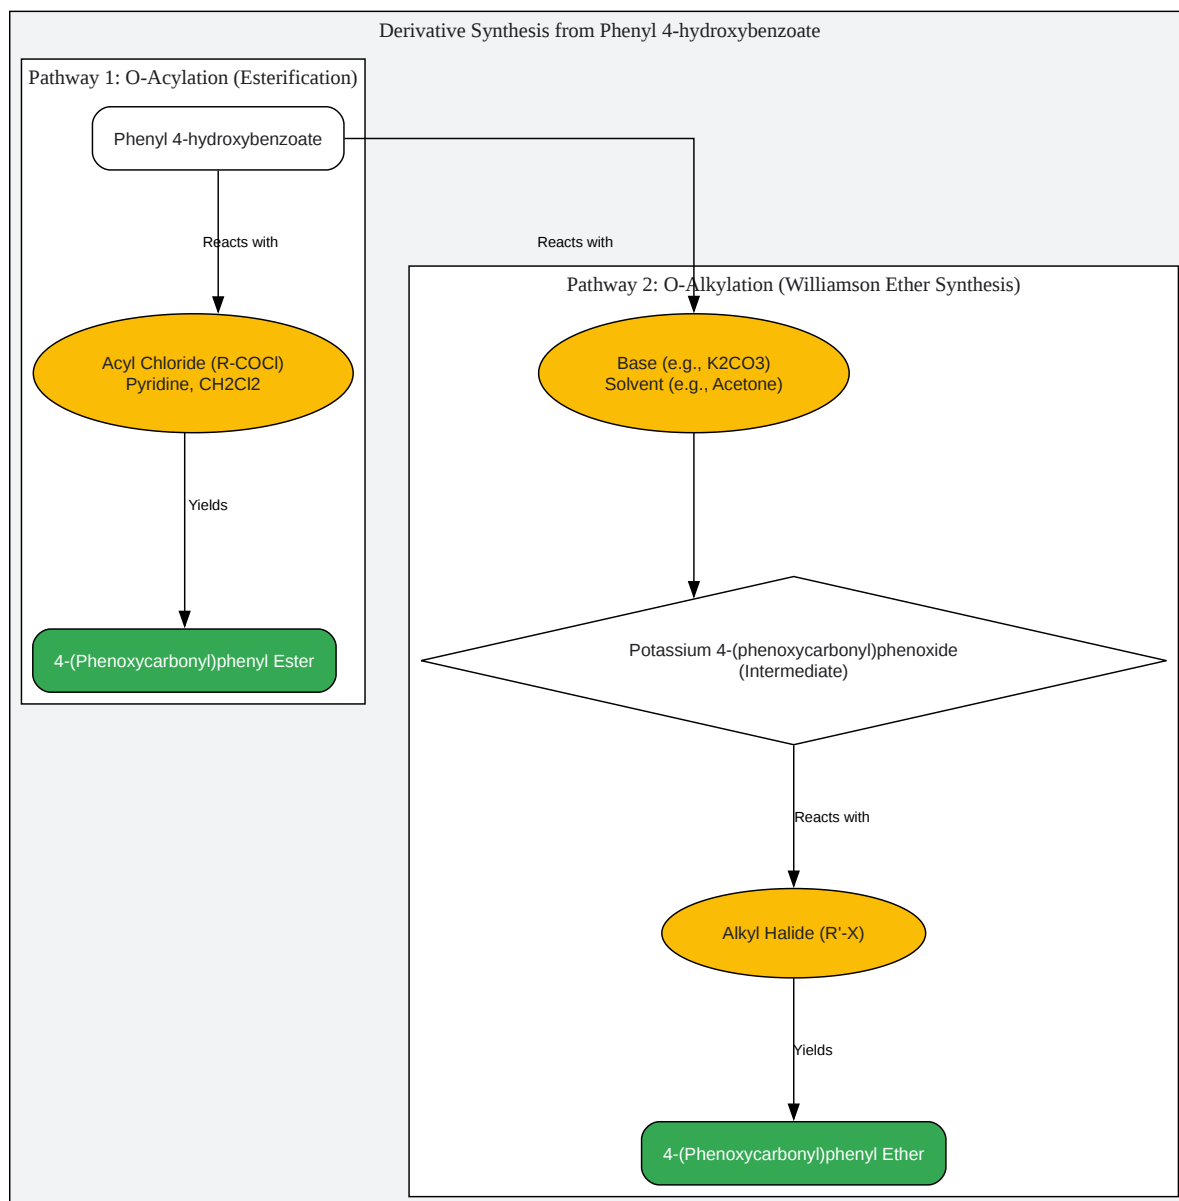 Derivative Synthesis from Phenyl 4-hydroxybenzoate
Pathway 1: O-Acylation (Esterification)
Phenyl 4-hydroxybenzoate
Reacts with
Reacts with
Pathway 2: O-Alkylation (Williamson Ether Synthesis)
Acyl Chloride (R-COCl)
Pyridine, CH2Cl2
Base (e.g., K2CO3)
Solvent (e.g., Acetone)
Yields
4-(Phenoxycarbonyl)phenyl Ester
Potassium 4-(phenoxycarbonyl)phenoxide
(Intermediate)
Reacts with
Alkyl Halide (R'-X)
Yields
4-(Phenoxycarbonyl)phenyl Ether